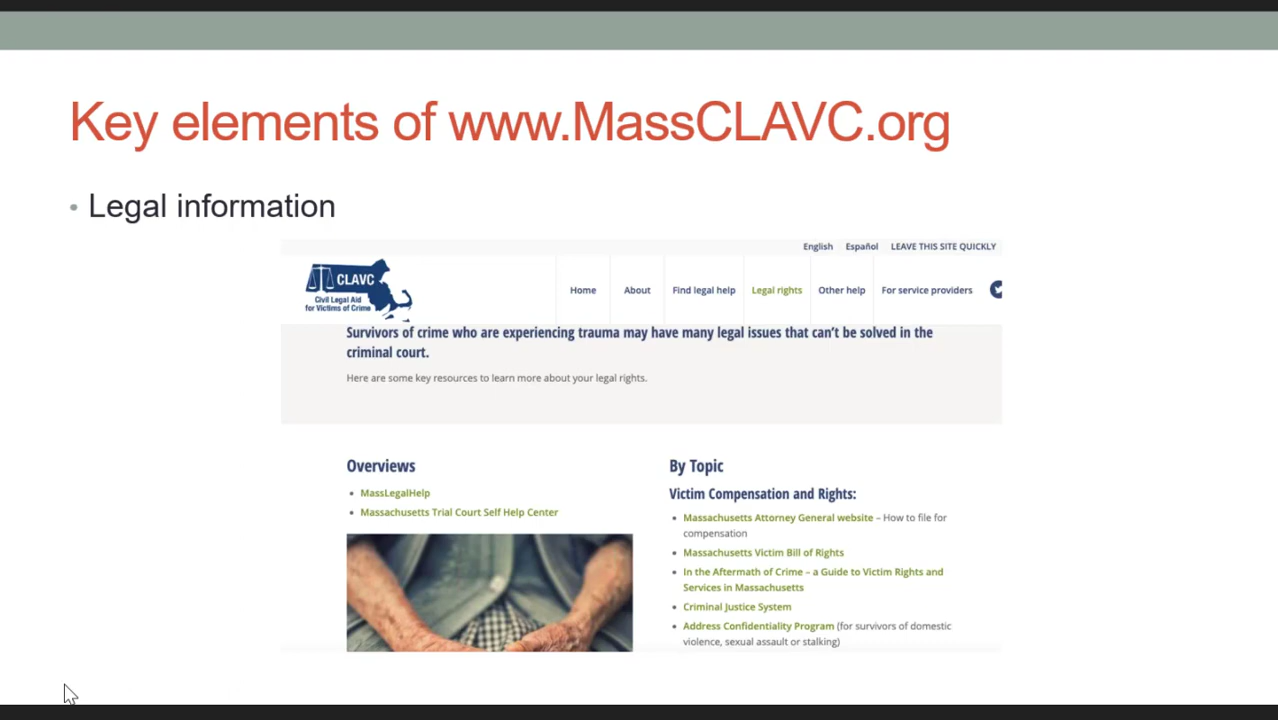 Key elements of www.MassCLAVC.org
• Legal information
English Español LEAVE THIS SITE QUICKLY
CLAVC
Civil Legal Aid
for Victims of Crime
Home About Find legal help Legal rights Other help For service providers
Survivors of crime who are experiencing trauma may have many legal issues that can't be solved in the
criminal court.
Here are some key resources to learn more about your legal rights.
Overviews
• MassLegalHelp
• Massachusetts Trial Court Self Help Center
By Topic
Victim Compensation and Rights:
• Massachusetts Attorney General website – How to file for
compensation
• Massachusetts Victim Bill of Rights
• In the Aftermath of Crime – a Guide to Victim Rights and
Services in Massachusetts
• Criminal Justice System
• Address Confidentiality Program (for survivors of domestic
violence, sexual assault or stalking)